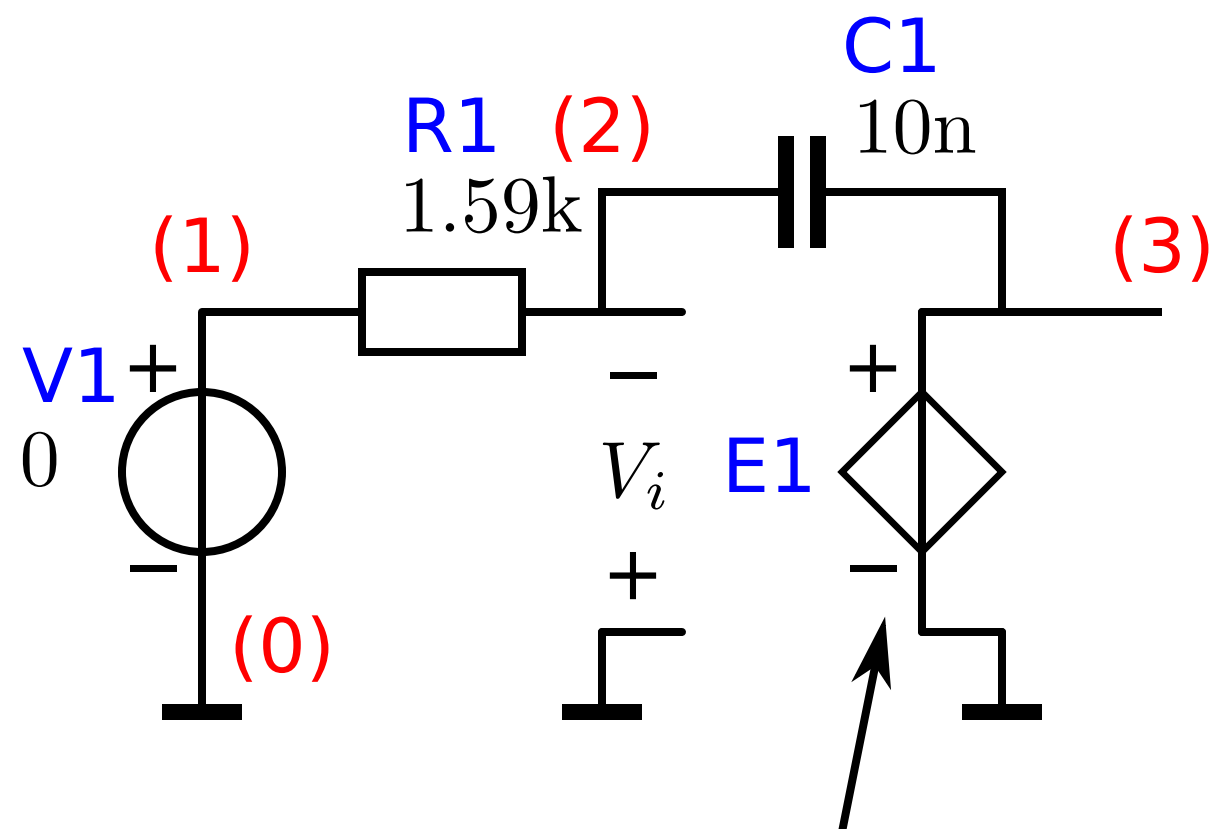 C1
10n
R1 (2)
1.59k
(1)
(3)
V1 +
0
−
+
V_i
−
+
E1
−
(0)